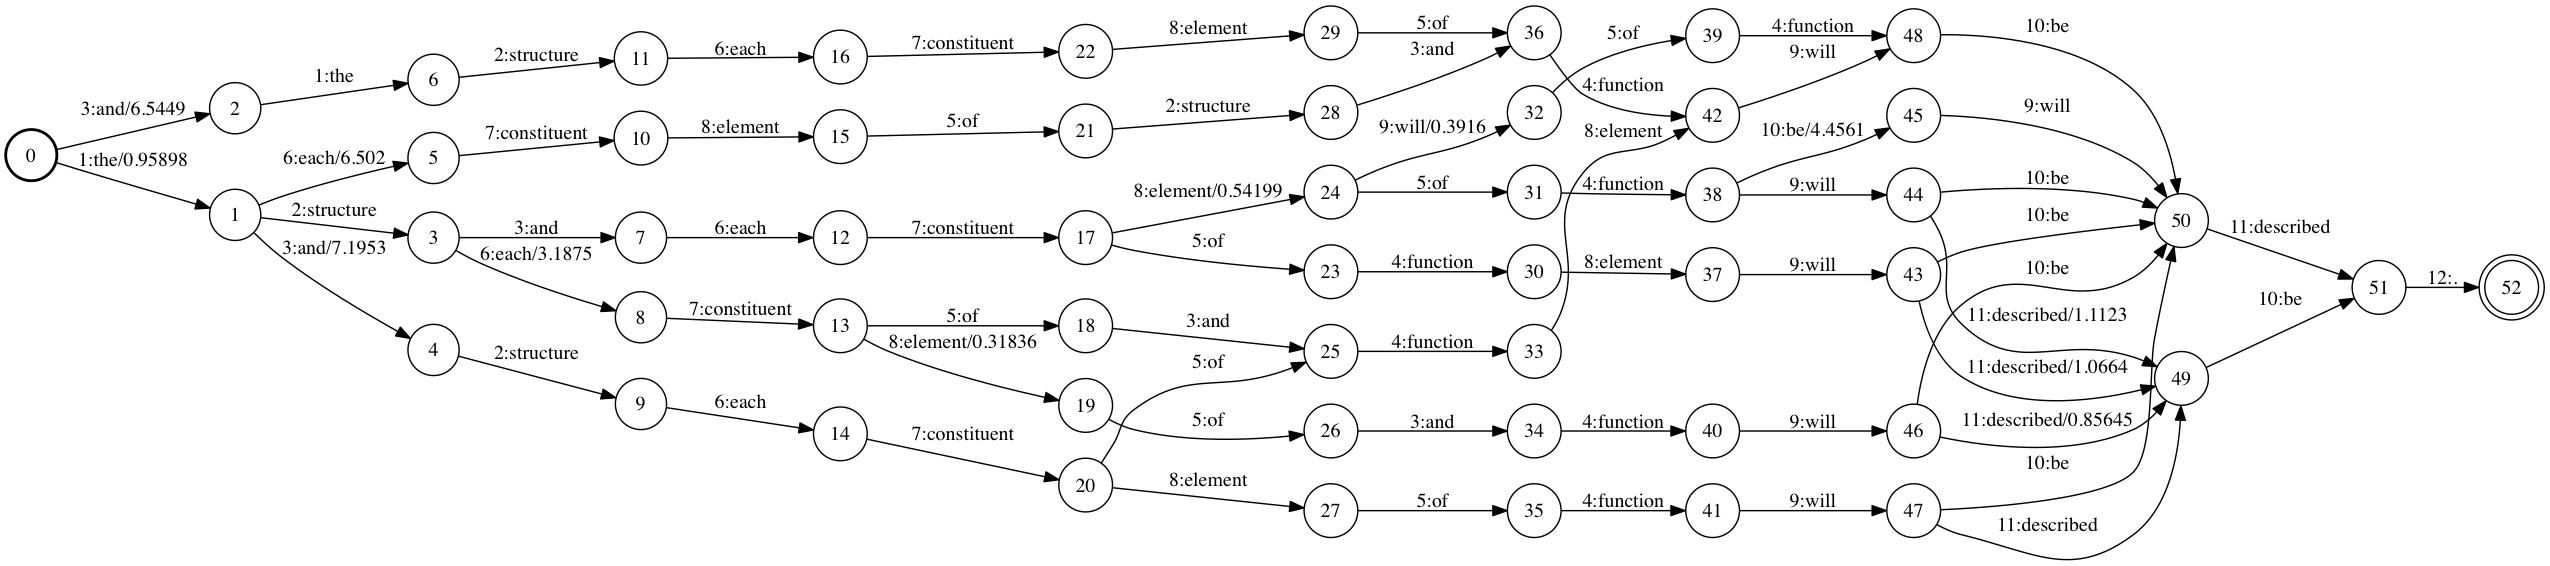 0
3:and/6.5449
1:the/0.95898
2
1
1:the
6:each/6.502
2:structure
3:and/7.1953
6
5
3
4
2:structure
7:constituent
3:and
6:each/3.1875
2:structure
11
10
7
8
9
6:each
8:element
6:each
7:constituent
6:each
16
15
12
13
14
7:constituent
5:of
7:constituent
5:of
8:element/0.31836
7:constituent
22
21
17
18
19
20
8:element
2:structure
8:element/0.54199
5:of
3:and
5:of
5:of
8:element
29
28
24
23
25
26
27
5:of
3:and
9:will/0.3916
5:of
4:function
4:function
3:and
5:of
36
32
31
30
33
34
35
5:of
4:function
8:element
4:function
8:element
4:function
4:function
39
42
38
37
40
41
4:function
9:will
10:be/4.4561
9:will
9:will
9:will
9:will
48
45
44
43
46
47
10:be
9:will
10:be
10:be
10:be
11:described/1.1123
11:described/1.0664
11:described/0.85645
10:be
11:described
50
49
11:described
10:be
51
12:.
52